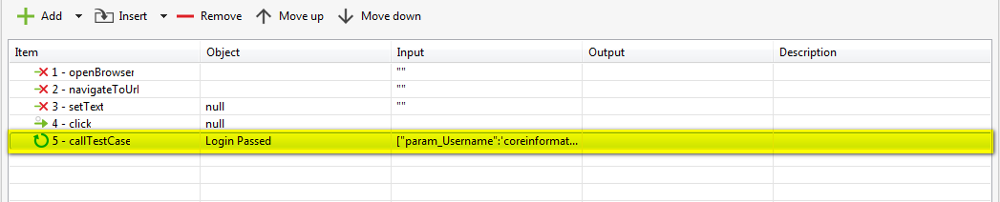 Add Insert Remove Move up Move down
Item Object Input Output Description
1 - openBrowser ""
2 - navigateToUrl ""
3 - setText null ""
4 - click null
5 - callTestCase Login Passed ["param_Username":'coreinformat...